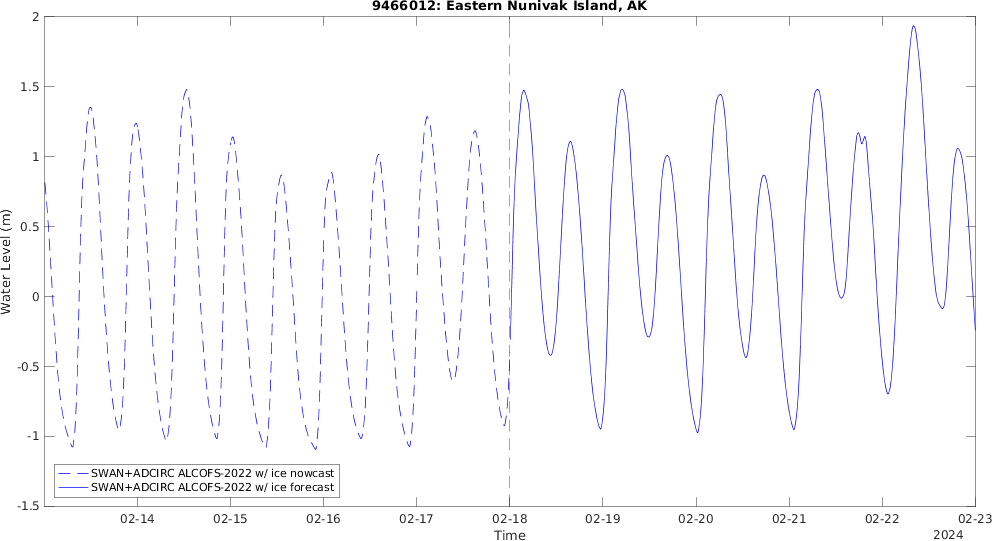 9466012: Eastern Nunivak Island, AK
2
1.5
1
0.5
0
-0.5
-1
-1.5
Water Level (m)
SWAN+ADCIRC ALCOFS-2022 w/ ice nowcast
SWAN+ADCIRC ALCOFS-2022 w/ ice forecast
02-14 02-15 02-16 02-17 02-18 02-19 02-20 02-21 02-22 02-23
Time
2024